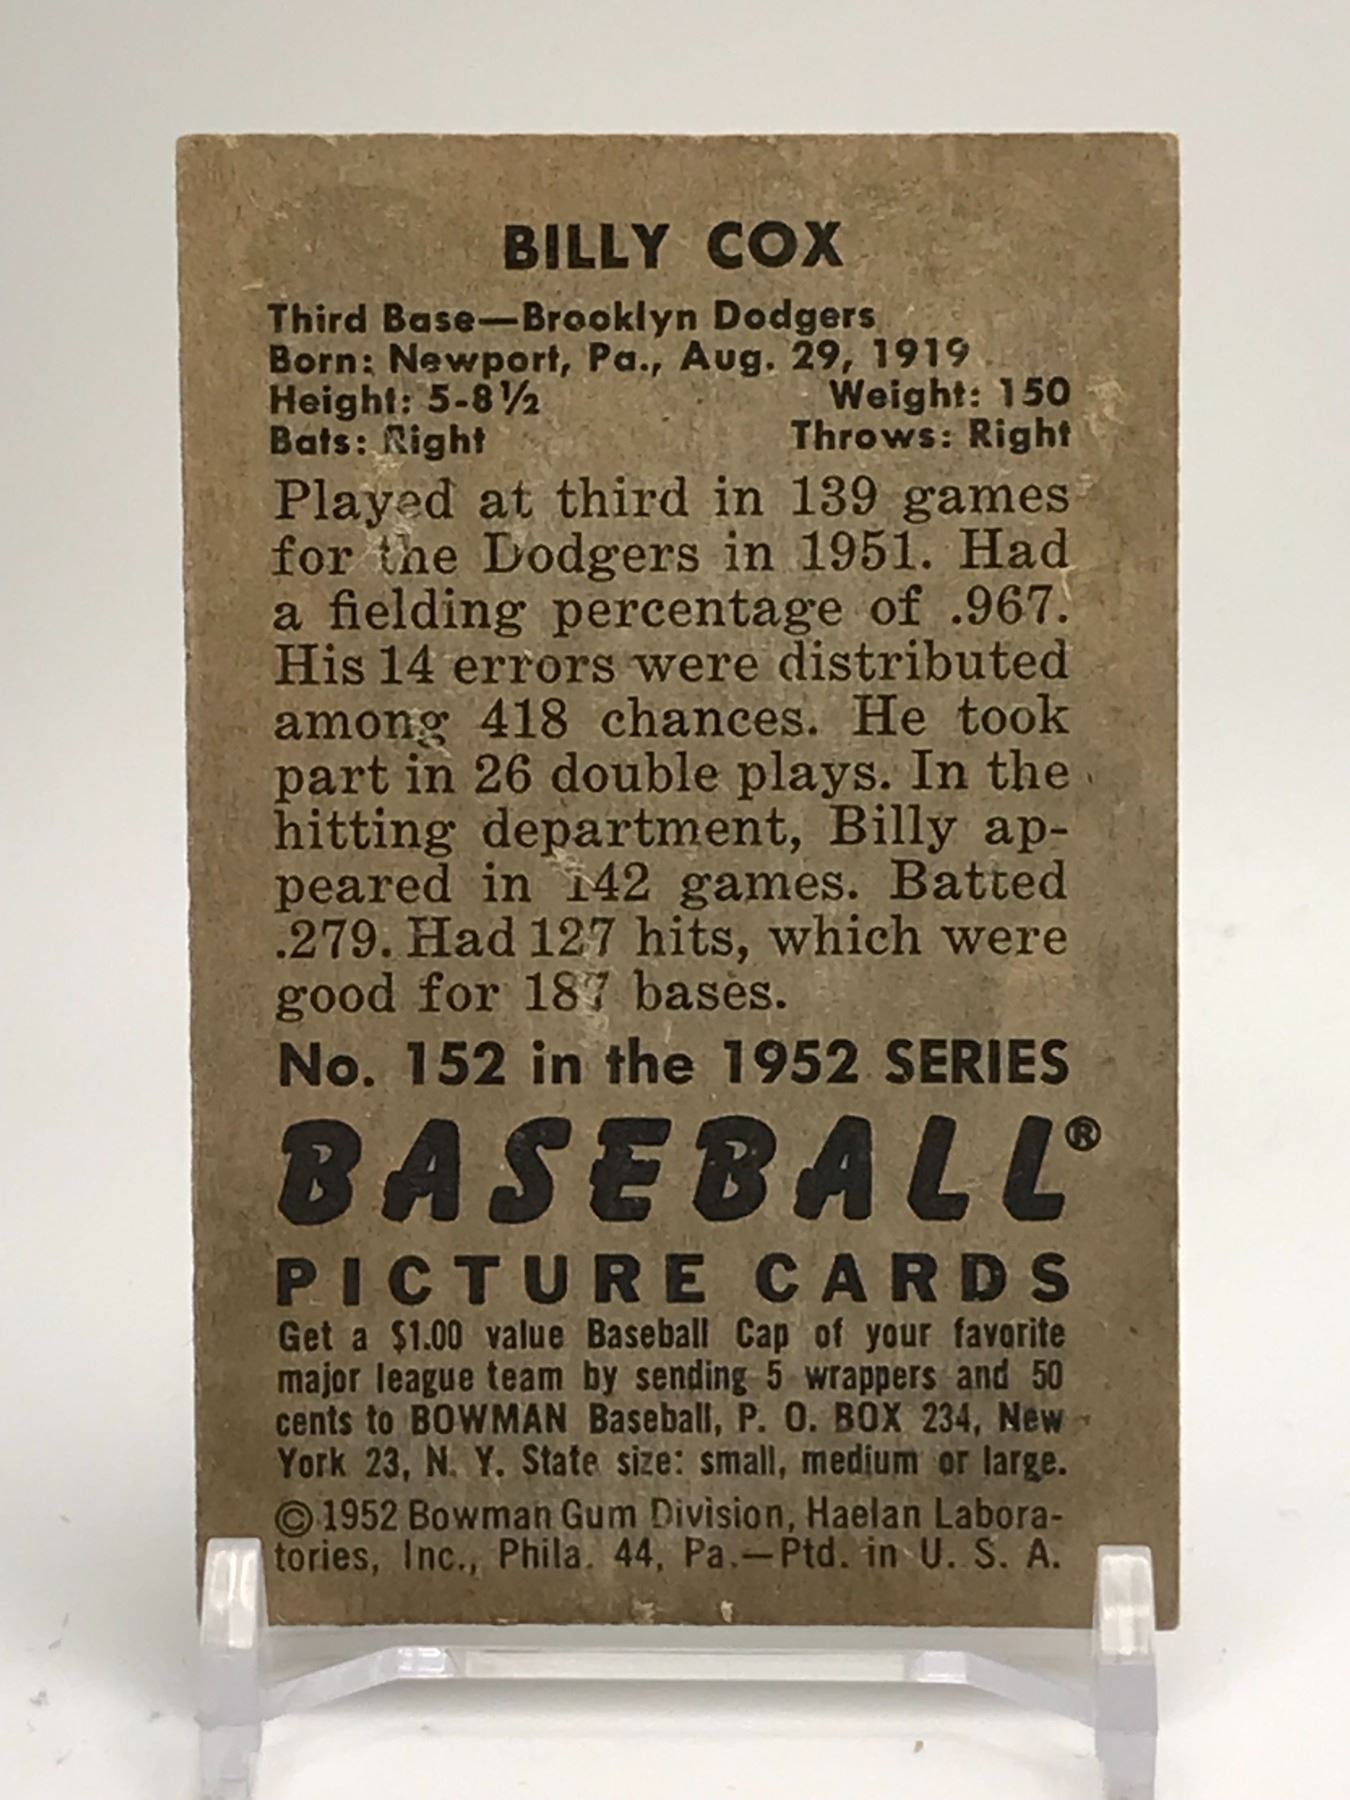 BILLY COX
Third Base—Brooklyn Dodgers
Born: Newport, Pa., Aug. 29, 1919
Height: 5-8½ Weight: 150
Bats: Right Throws: Right
Played at third in 139 games
for the Dodgers in 1951. Had
a fielding percentage of .967.
His 14 errors were distributed
among 418 chances. He took
part in 26 double plays. In the
hitting department, Billy ap-
peared in 142 games. Batted
.279. Had 127 hits, which were
good for 187 bases.
No. 152 in the 1952 SERIES
BASEBALL®
PICTURE CARDS
Get a $1.00 value Baseball Cap of your favorite
major league team by sending 5 wrappers and 50
cents to BOWMAN Baseball, P. O. BOX 234, New
York 23, N. Y. State size: small, medium or large.
©1952 Bowman Gum Division, Haelan Labora-
tories, Inc., Phila. 44, Pa.—Ptd. in U. S. A.